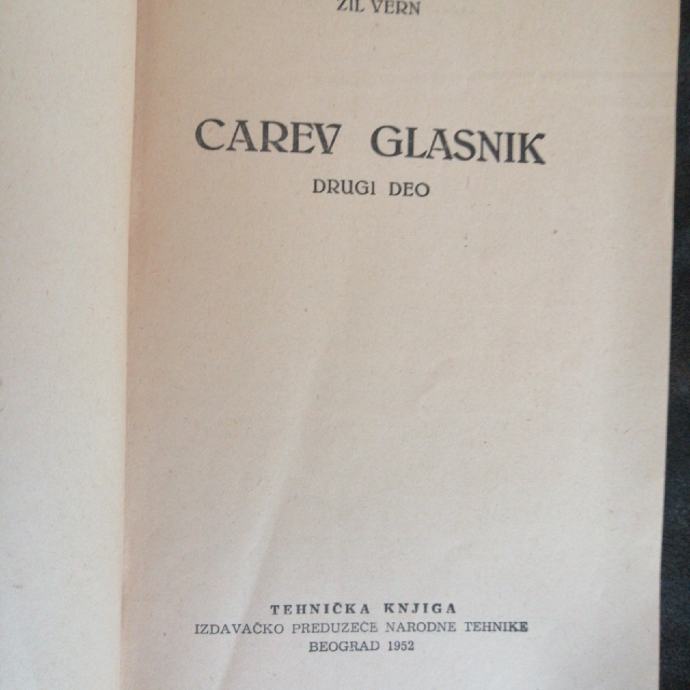 ŽIL VERN
CAREV GLASNIK
DRUGI DEO
TEHNIČKA KNJIGA
IZDAVAČKO PREDUZEĆE NARODNE TEHNIKE
BEOGRAD 1952